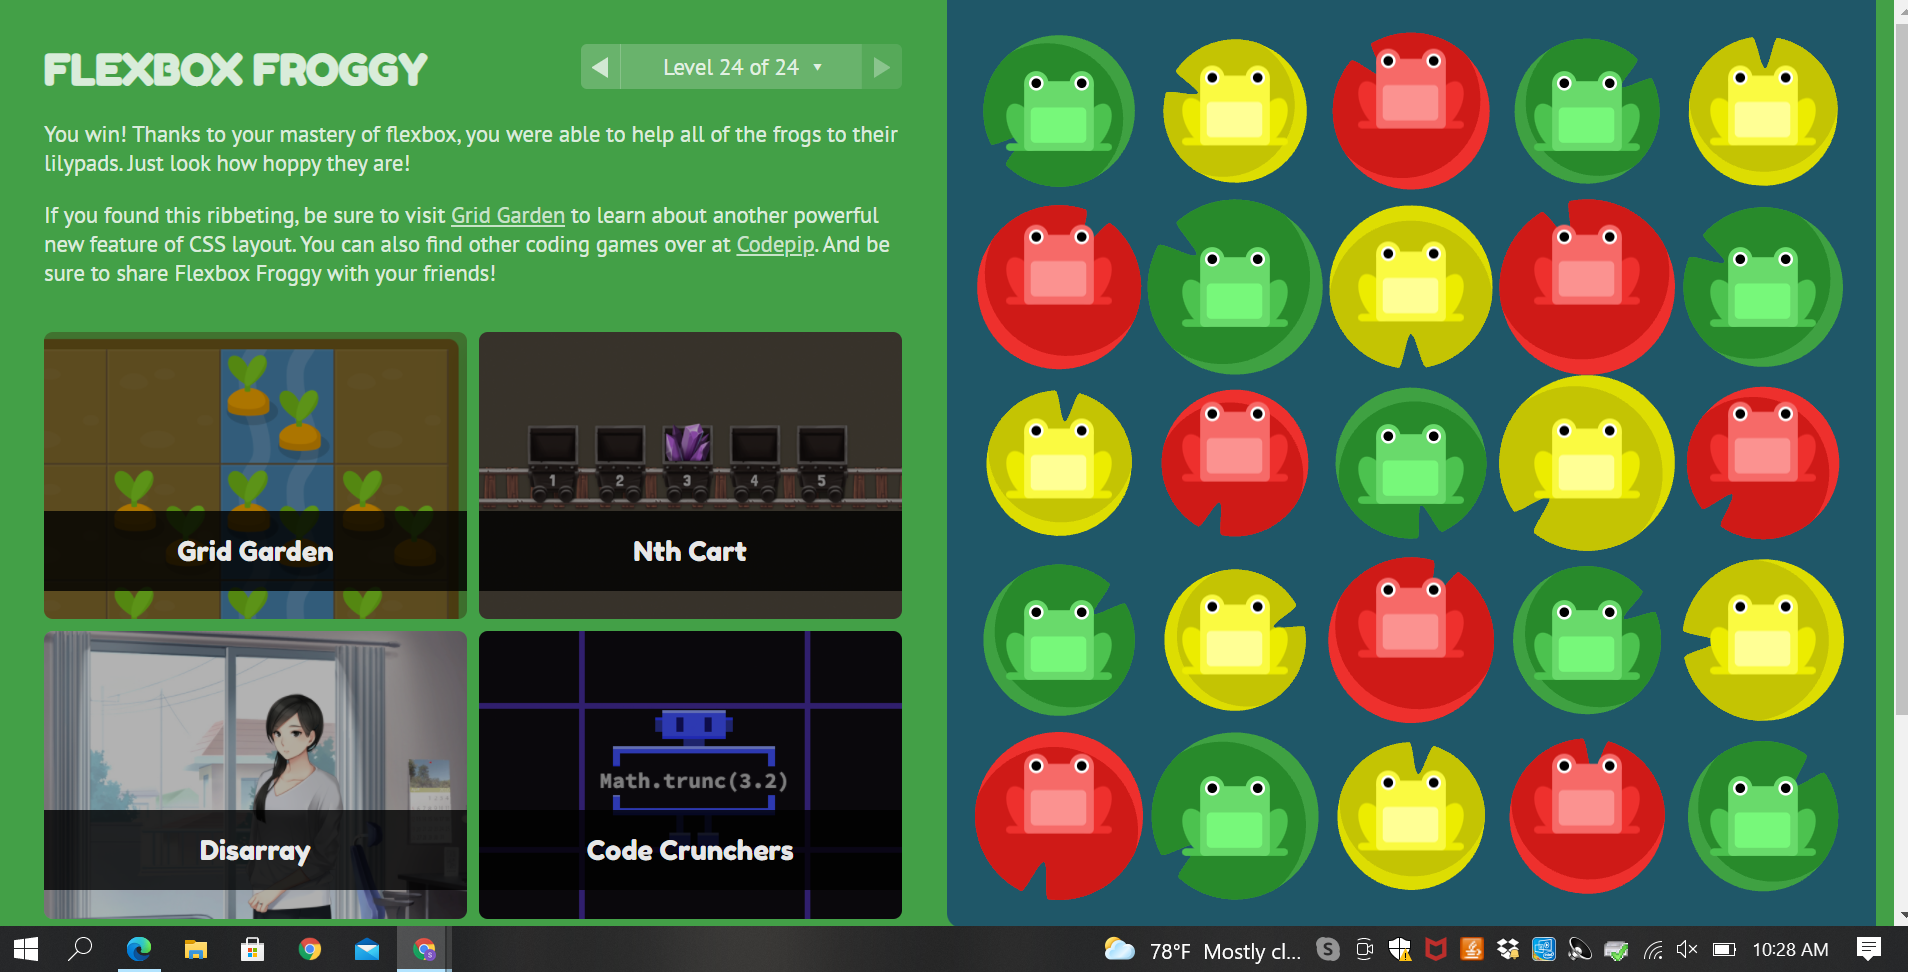 FLEXBOX FROGGY
Level 24 of 24
You win! Thanks to your mastery of flexbox, you were able to help all of the frogs to their
lilypads. Just look how hoppy they are!
If you found this ribbeting, be sure to visit Grid Garden to learn about another powerful
new feature of CSS layout. You can also find other coding games over at Codepip. And be
sure to share Flexbox Froggy with your friends!
1 2 3 4 5
Grid Garden
Nth Cart
Math.trunc(3.2)
Disarray
Code Crunchers
78°F Mostly cl...
10:28 AM